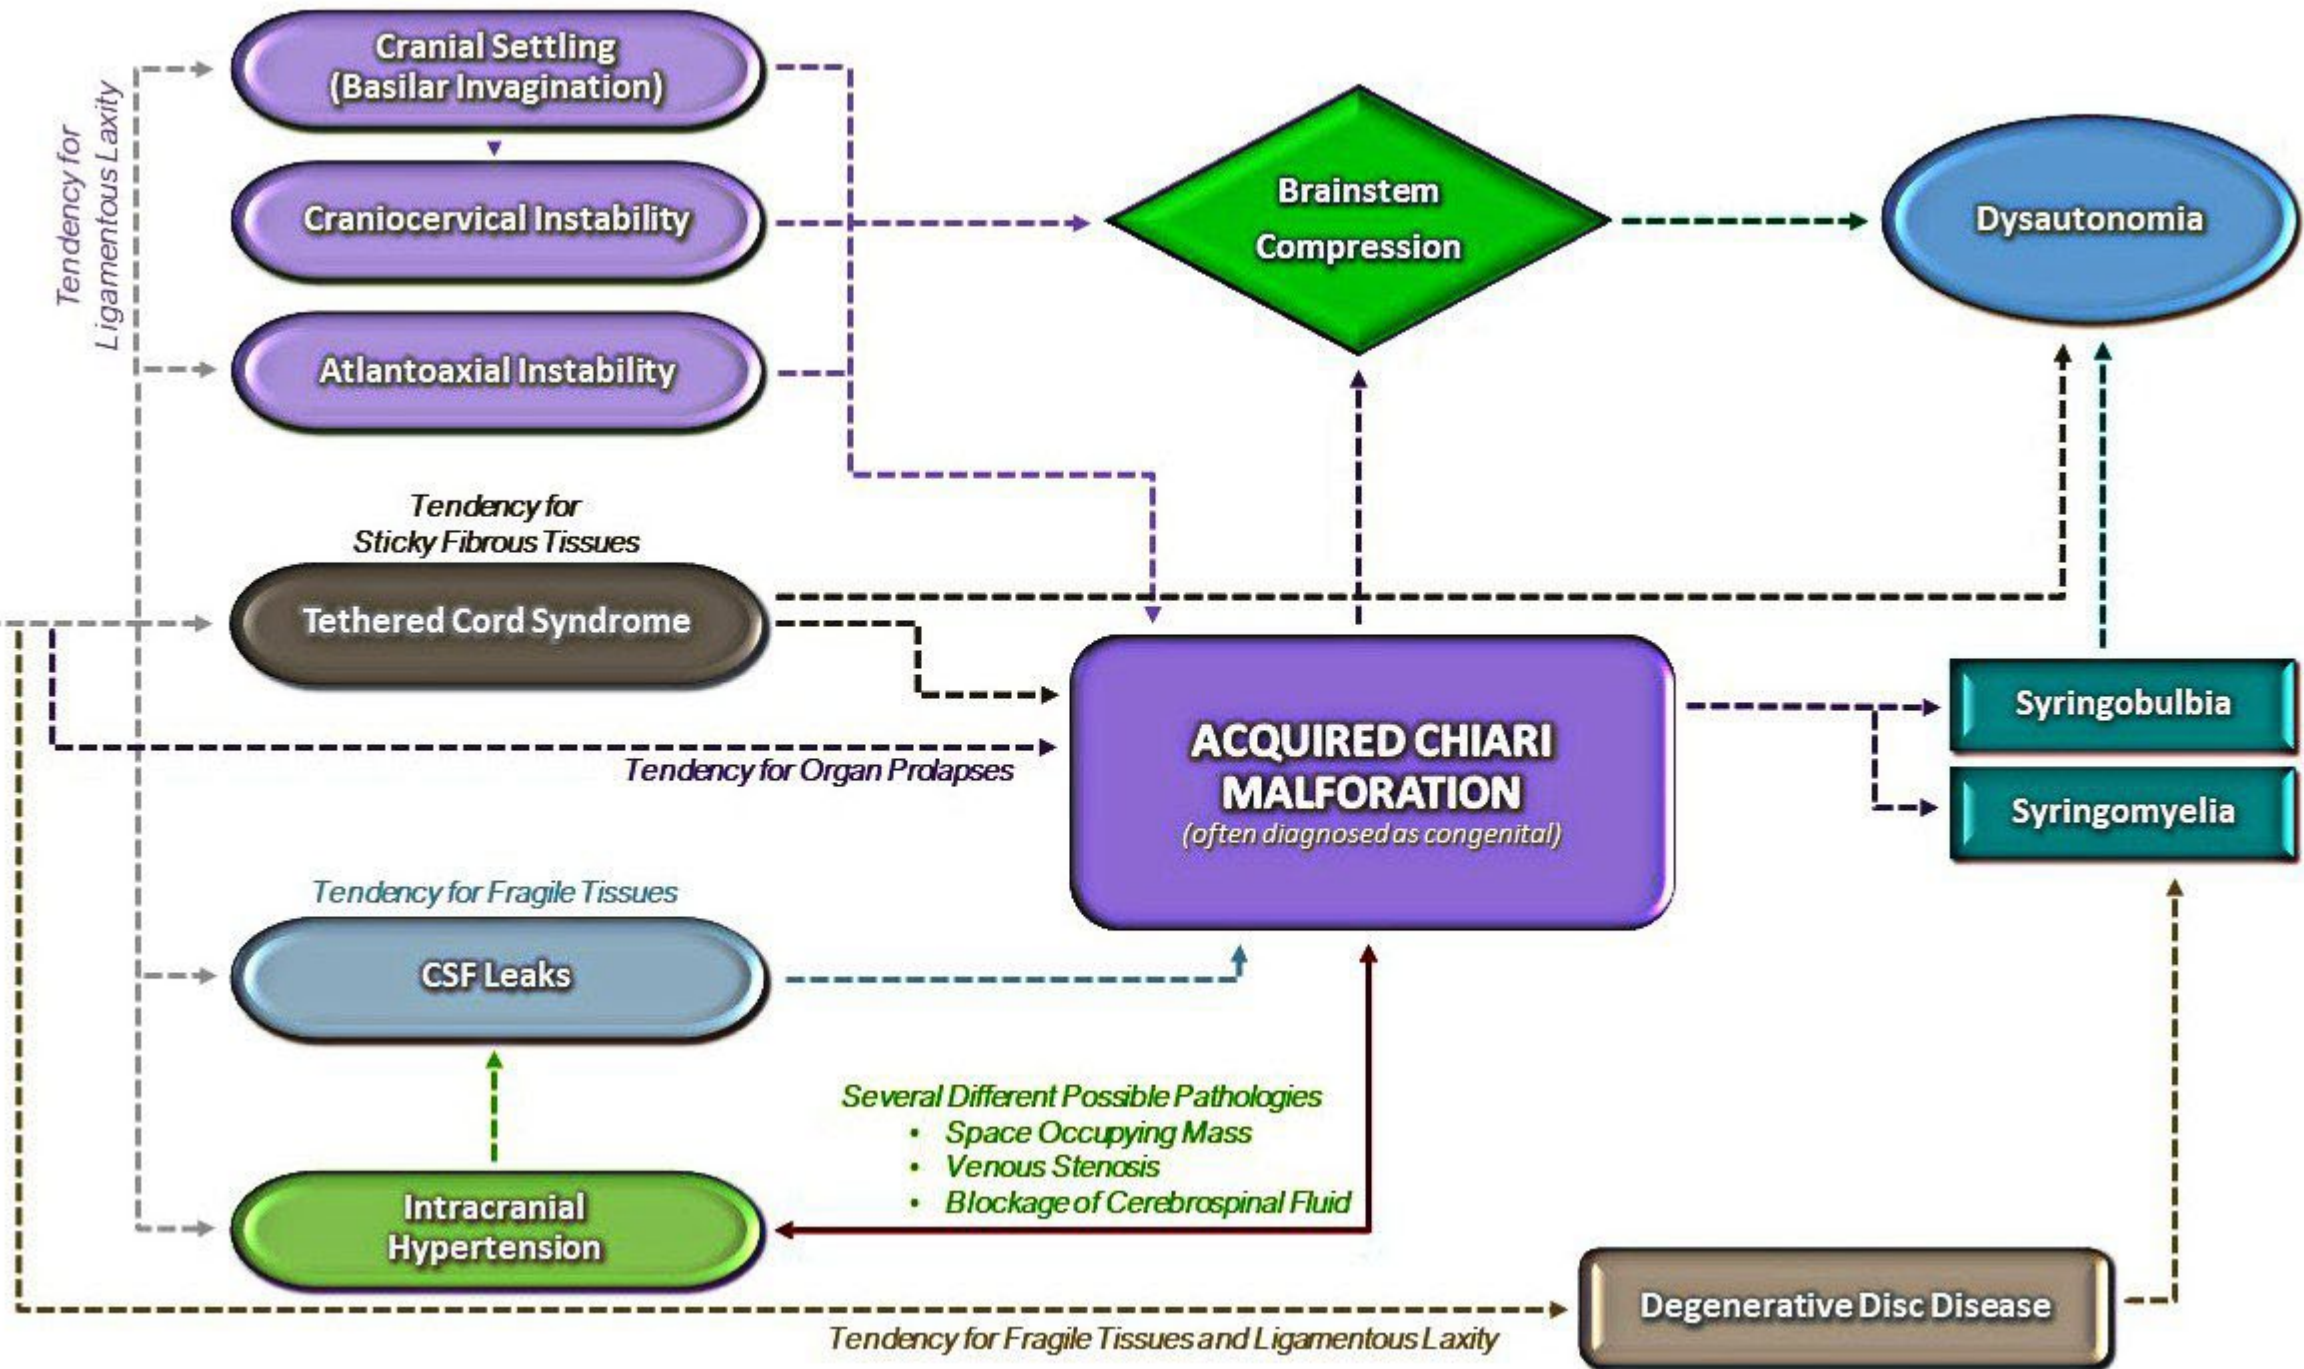 Cranial Settling
(Basilar Invagination)
Tendency for
Ligamentous Laxity
Craniocervical Instability
Atlantoaxial Instability
Brainstem
Compression
Dysautonomia
Tendency for
Sticky Fibrous Tissues
Tethered Cord Syndrome
Tendency for Organ Prolapses
ACQUIRED CHIARI
MALFORATION
(often diagnosed as congenital)
Syringobulbia
Syringomyelia
Tendency for Fragile Tissues
CSF Leaks
Several Different Possible Pathologies
• Space Occupying Mass
• Venous Stenosis
• Blockage of Cerebrospinal Fluid
Intracranial
Hypertension
Degenerative Disc Disease
Tendency for Fragile Tissues and Ligamentous Laxity